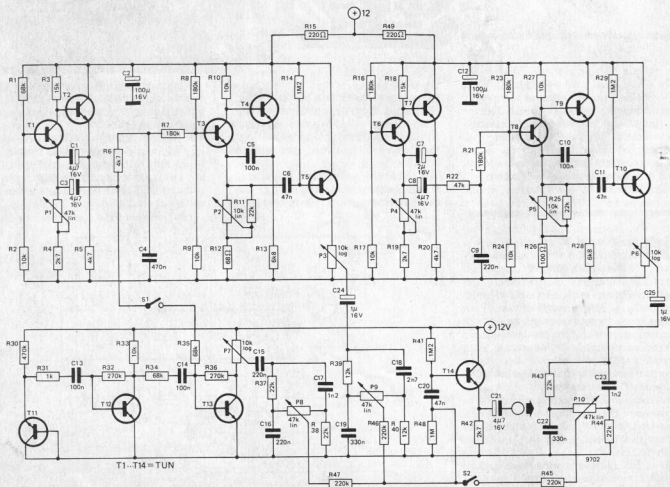 + 12
R15
220Ω
R49
220Ω
R1
68k
R3
15k
T1
T2
C2
100µ
16V
R6
4k7
C1
4µ7
16V
C3
4µ7
16V
P1
47k
lin
R2
10k
R4
2k7
R5
4k7
R7
180k
C4
470n
R8
180k
R10
10k
T3
T4
C5
100n
P2
10k
lin
R11
22k
C6
47n
R14
1M2
T5
R9
10k
R12
68Ω
R13
6k8
P3
10k
log
R16
180k
R18
15k
T6
T7
C7
2µ
16V
C8
4µ7
16V
R22
47k
P4
47k
lin
R17
10k
R19
2k7
R20
4k7
C12
100µ
16V
R23
180k
R21
180k
C9
220n
R27
10k
T8
T9
C10
100n
P5
10k
lin
R25
22k
C11
47n
R29
1M2
T10
R24
10k
R26
100Ω
R28
6k8
P6
10k
log
C24
1µ
16V
C25
1µ
16V
S1
R30
470k
R31
1k
C13
100n
R33
10k
R32
270k
T11
T12
R34
68k
C14
100n
R35
68k
R36
270k
T13
P7
10k
log
C15
220n
R37
22k
C17
1n2
P8
47k
lin
C16
220n
R
38
22k
R39
12k
C18
2n7
P9
47k
lin
C19
330n
R46
220k
R
40
12k
+ 12V
R41
1M2
C20
47n
T14
C21
4µ7
16V
R48
1M
R42
2k7
R43
22k
C23
1n2
P10
47k
lin
C22
330n
R44
22k
R47
220k
S2
R45
220k
9702
T1...T14 = TUN